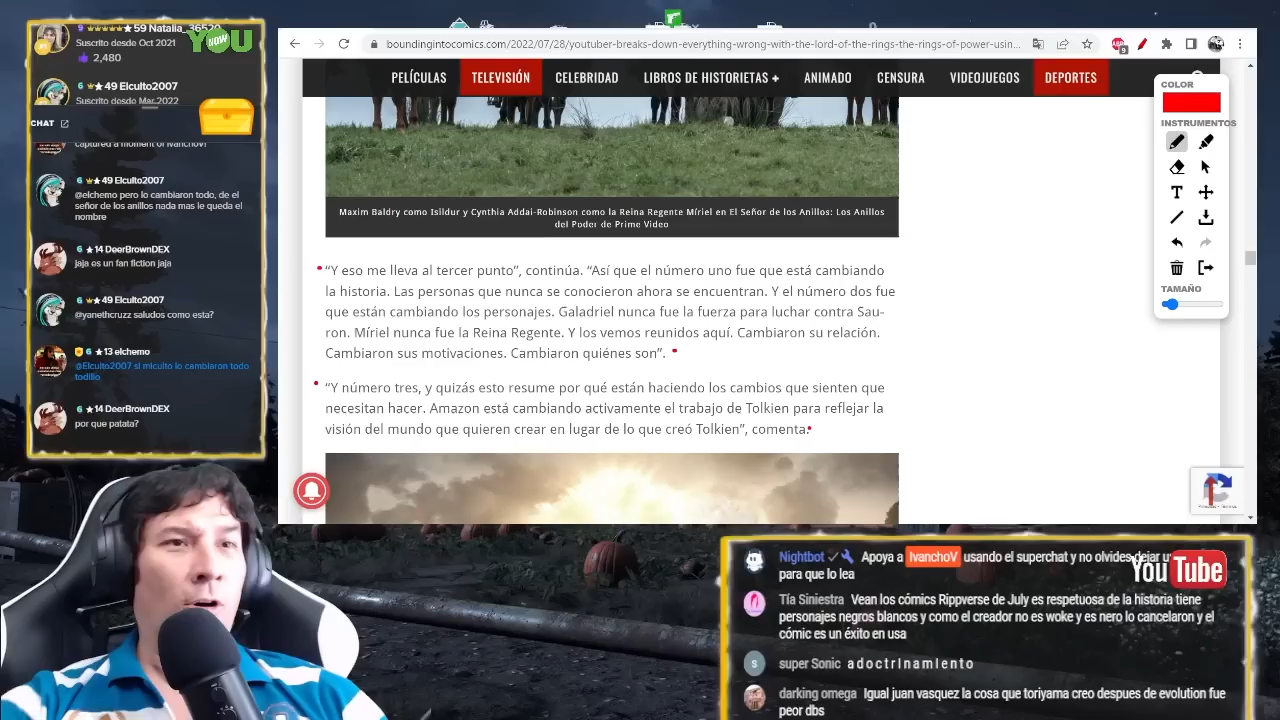 59 Natalia_36520
Suscrito desde Oct 2021
2,480
YOU
NOW
6 49 Elculto2007
Suscrito desde Mar 2022
CHAT
captured a moment of IvanchoV!
6 49 Elculto2007
@elchemo pero lo cambiaron todo, de el
señor de los anillos nada mas le queda el
nombre
6 14 DeerBrownDEX
jaja es un fan fiction jaja
6 49 Elculto2007
@yanethcruzz saludos como esta?
6 13 elchemo
@Elculto2007 si miculto lo cambiaron todo
todillo
6 14 DeerBrownDEX
por que patata?
boundingintocomics.com/2022/07/28/youtuber-breaks-down-everything-wrong-with-the-lord-of-the-rings-the-rings-of-power-usin...
PELÍCULAS
TELEVISIÓN
CELEBRIDAD
LIBROS DE HISTORIETAS +
ANIMADO
CENSURA
VIDEOJUEGOS
DEPORTES
Maxim Baldry como Isildur y Cynthia Addai-Robinson como la Reina Regente Míriel en El Señor de los Anillos: Los Anillos
del Poder de Prime Video
“Y eso me lleva al tercer punto”, continúa. “Así que el número uno fue que está cambiando
la historia. Las personas que nunca se conocieron ahora se encuentran. Y el número dos fue
que están cambiando los personajes. Galadriel nunca fue la fuerza para luchar contra Sau-
ron. Míriel nunca fue la Reina Regente. Y los vemos reunidos aquí. Cambiaron su relación.
Cambiaron sus motivaciones. Cambiaron quiénes son”.
“Y número tres, y quizás esto resume por qué están haciendo los cambios que sienten que
necesitan hacer. Amazon está cambiando activamente el trabajo de Tolkien para reflejar la
visión del mundo que quieren crear en lugar de lo que creó Tolkien”, comenta.
COLOR
INSTRUMENTOS
T
TAMAÑO
Nightbot Apoya a IvanchoV usando el superchat y no olvides dejar
para que lo lea
YouTube
Tía Siniestra Vean los cómics Rippverse de July es respetuosa de la historia tiene
personajes negros blancos y como el creador no es woke y es nero lo cancelaron y el
cómic es un éxito en usa
s super Sonic adoctrinamiento
darking omega Igual juan vasquez la cosa que toriyama creo despues de evolution fue
peor dbs